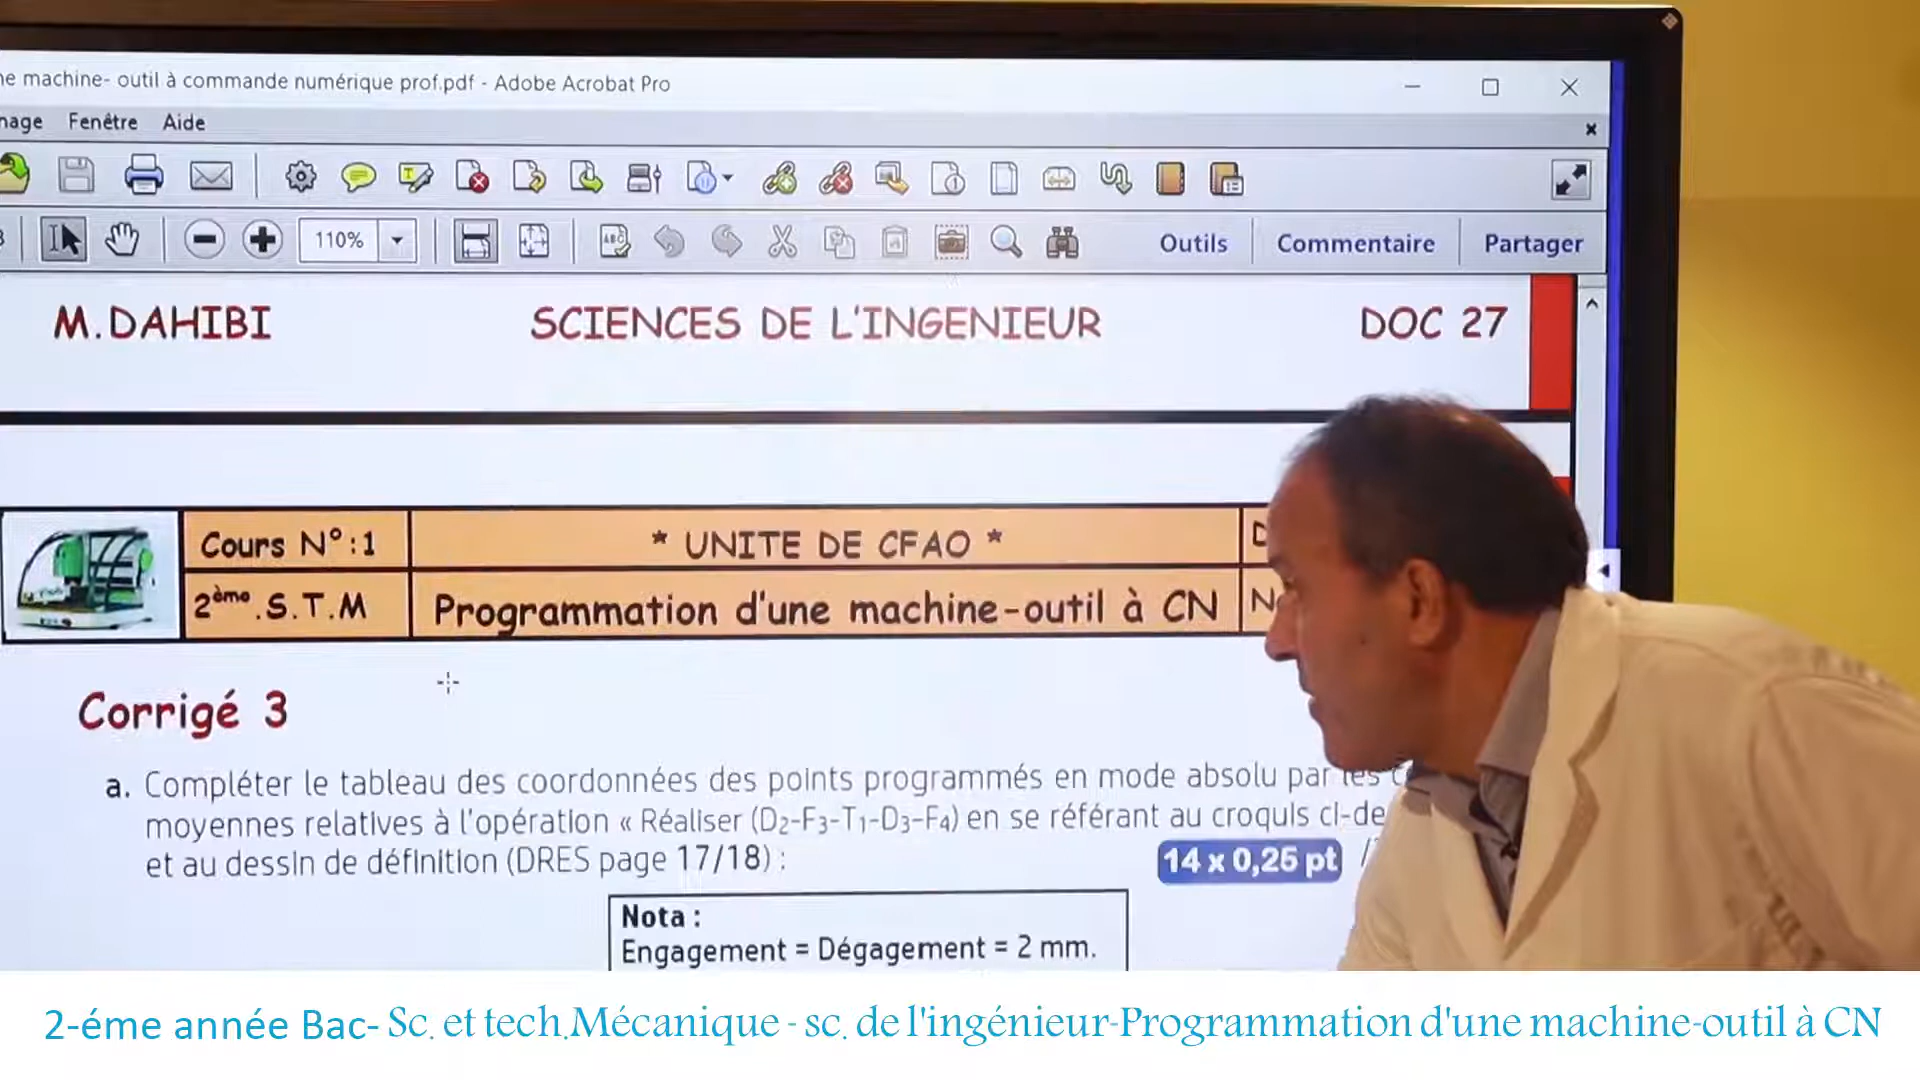 ne machine- outil à commande numérique prof.pdf - Adobe Acrobat Pro
Fenêtre Aide
110%
Outils Commentaire Partager
M.DAHIBI SCIENCES DE L'INGENIEUR DOC 27
Cours N°:1 * UNITE DE CFAO *
2ème.S.T.M Programmation d'une machine-outil à CN
Corrigé 3
a. Compléter le tableau des coordonnées des points programmés en mode absolu par les
moyennes relatives à l'opération « Réaliser (D2-F3-T1-D3-F4) en se référant au croquis ci-de
et au dessin de définition (DRES page 17/18) :
14 x 0,25 pt
Nota :
Engagement = Dégagement = 2 mm.
2-éme année Bac- Sc. et tech.Mécanique - sc. de l'ingénieur-Programmation d'une machine-outil à CN